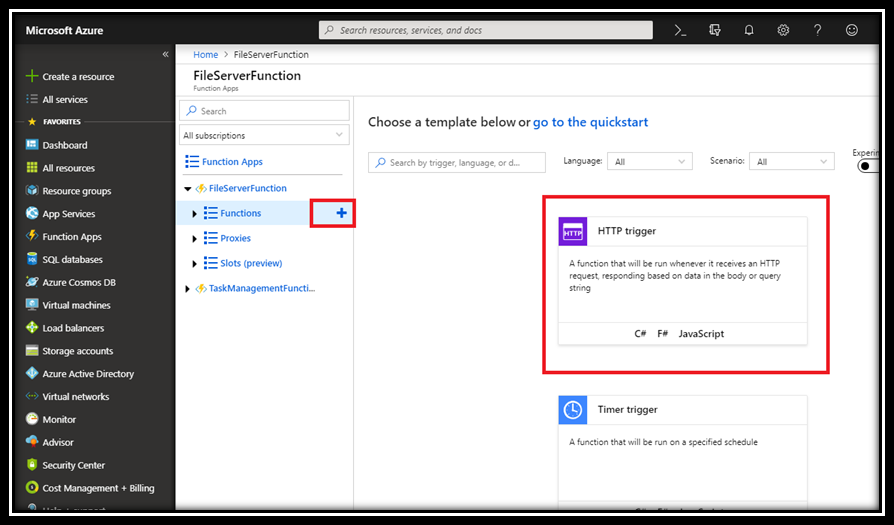 Microsoft Azure
Search resources, services, and docs
«
Create a resource
All services
FAVORITES
Dashboard
All resources
Resource groups
App Services
Function Apps
SQL databases
Azure Cosmos DB
Virtual machines
Load balancers
Storage accounts
Azure Active Directory
Virtual networks
Monitor
Advisor
Security Center
Cost Management + Billing
Help + support
Home > FileServerFunction
FileServerFunction
Function Apps
Search
All subscriptions
Function Apps
FileServerFunction
Functions
Proxies
Slots (preview)
TaskManagementFuncti...
Choose a template below or go to the quickstart
Search by trigger, language, or d...
Language: All
Scenario: All
Experim
HTTP
HTTP trigger
A function that will be run whenever it receives an HTTP
request, responding based on data in the body or query
string
C# F# JavaScript
Timer trigger
A function that will be run on a specified schedule